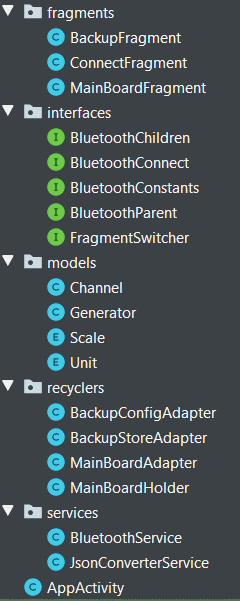 fragments
C BackupFragment
C ConnectFragment
C MainBoardFragment
interfaces
I BluetoothChildren
I BluetoothConnect
I BluetoothConstants
I BluetoothParent
I FragmentSwitcher
models
C Channel
C Generator
E Scale
E Unit
recyclers
C BackupConfigAdapter
C BackupStoreAdapter
C MainBoardAdapter
C MainBoardHolder
services
C BluetoothService
C JsonConverterService
C AppActivity